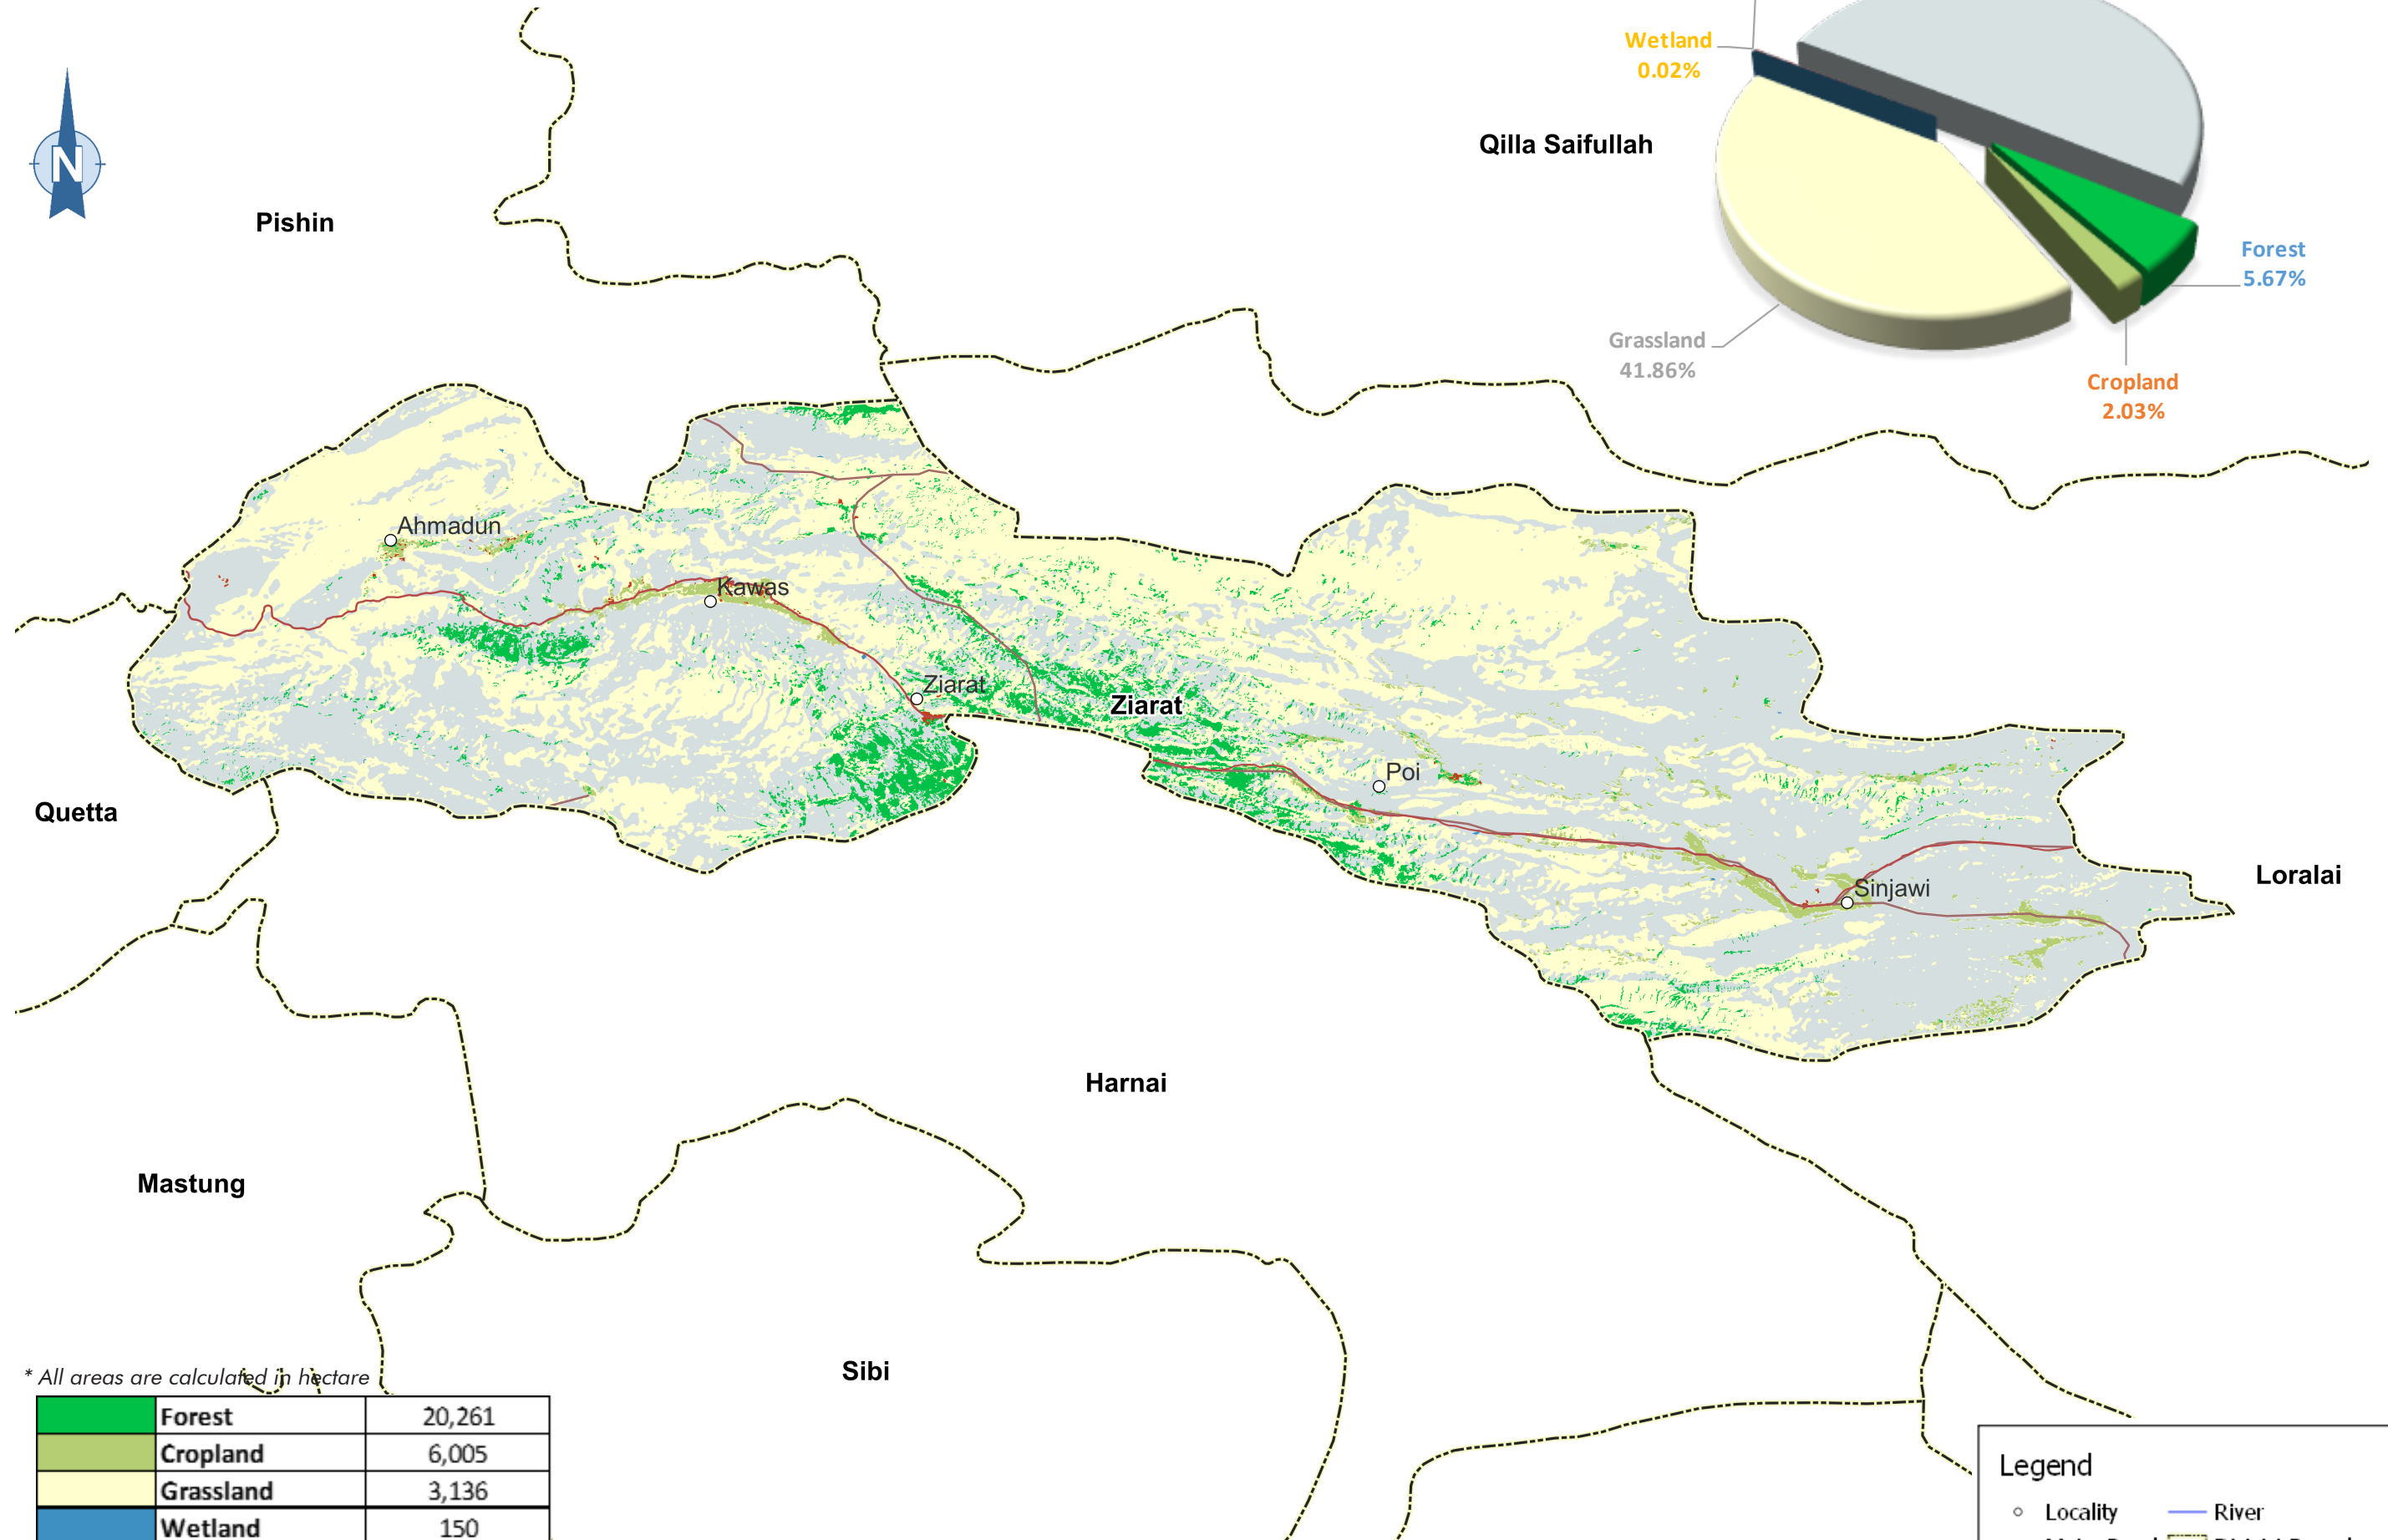 Wetland
0.02%
Qilla Saifullah
N
Pishin
Forest
5.67%
Grassland
41.86%
Cropland
2.03%
Ahmadun
Kawas
Ziarat
Ziarat
Poi
Quetta
Loralai
Sinjawi
Harnai
Mastung
Sibi
* All areas are calculated in hectare
Forest 20,261
Cropland 6,005
Grassland 3,136
Wetland 150
Legend
Locality River